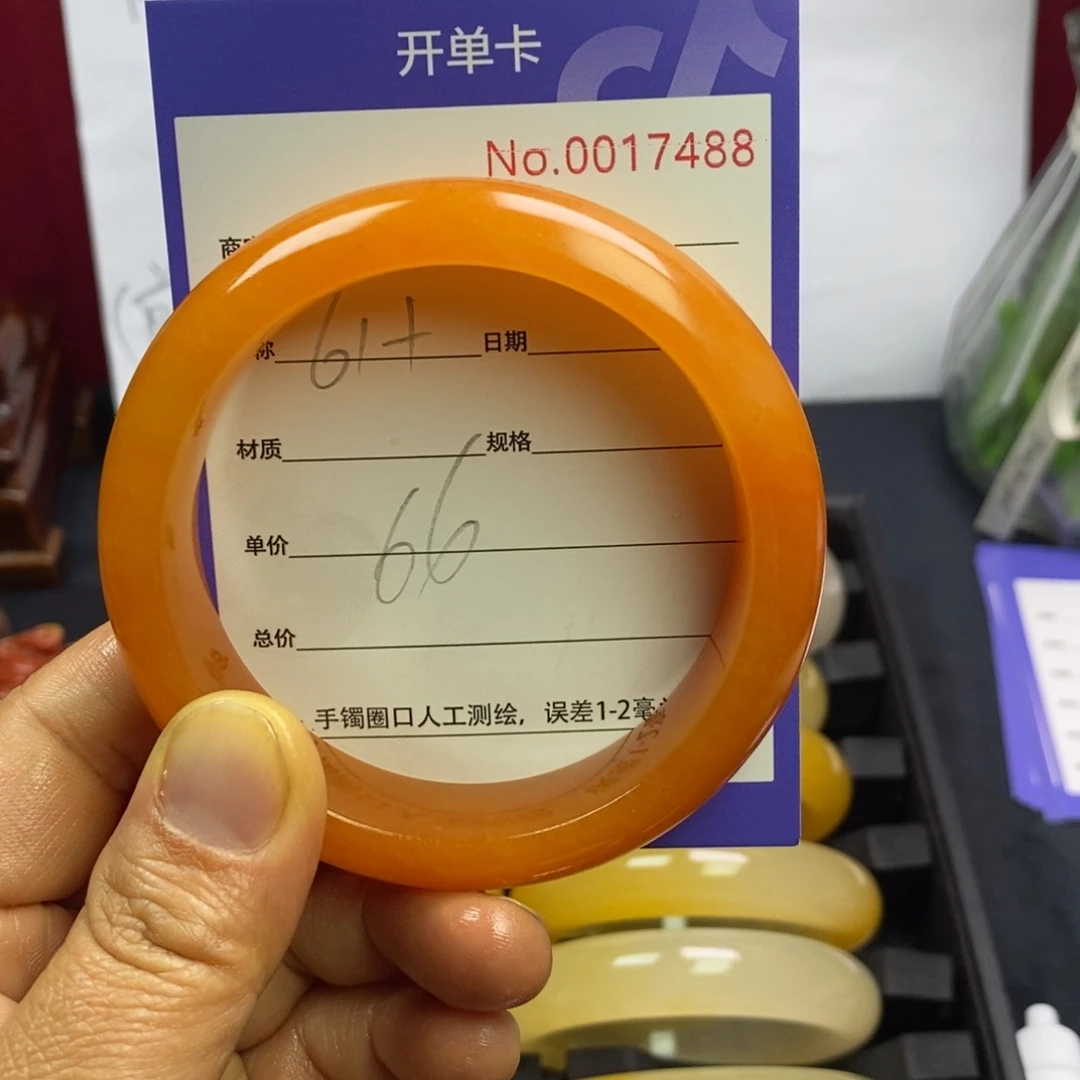 开单卡
No.0017488
商
称 61+ 日期
材质 规格
单价 66
总价
手镯圈口人工测绘，误差1-2毫